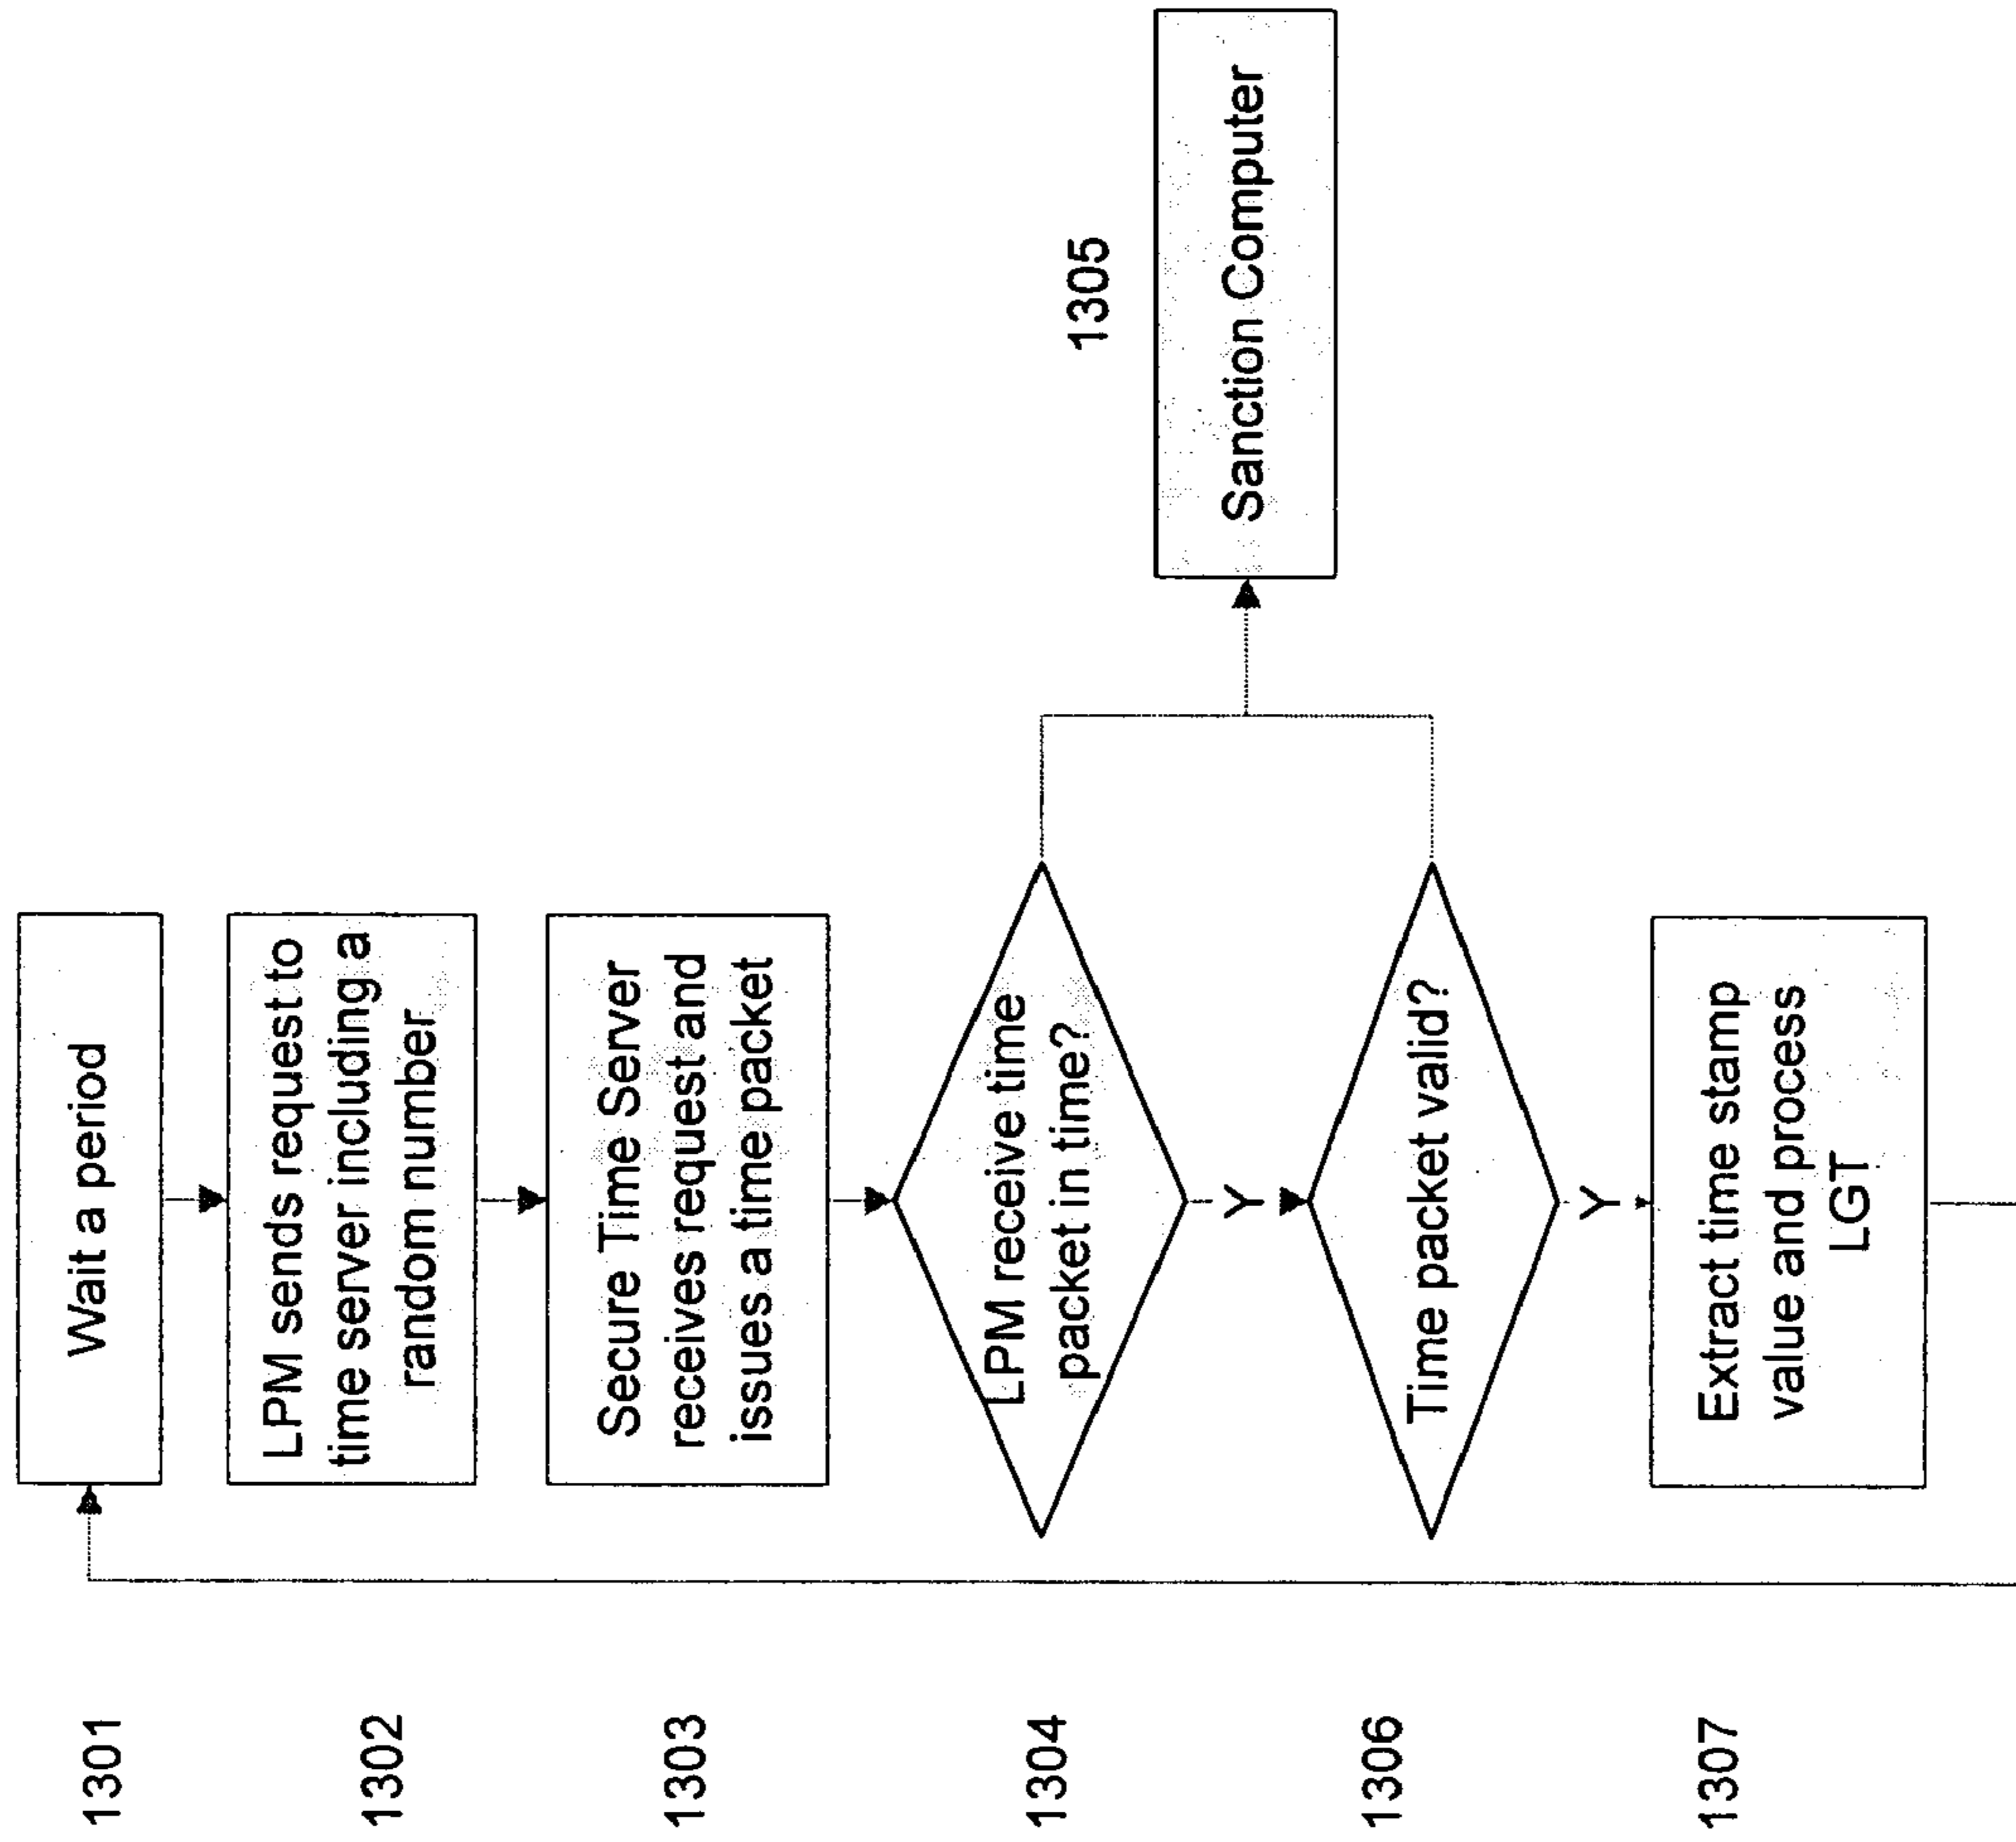 1301
Wait a period
1302
LPM sends request to
time server including a
random number
1303
Secure Time Server
receives request and
issues a time packet
1304
LPM receive time
packet in time?
1305
Sanction Computer
Y
1306
Time packet valid?
Y
1307
Extract time stamp
value and process
LGT